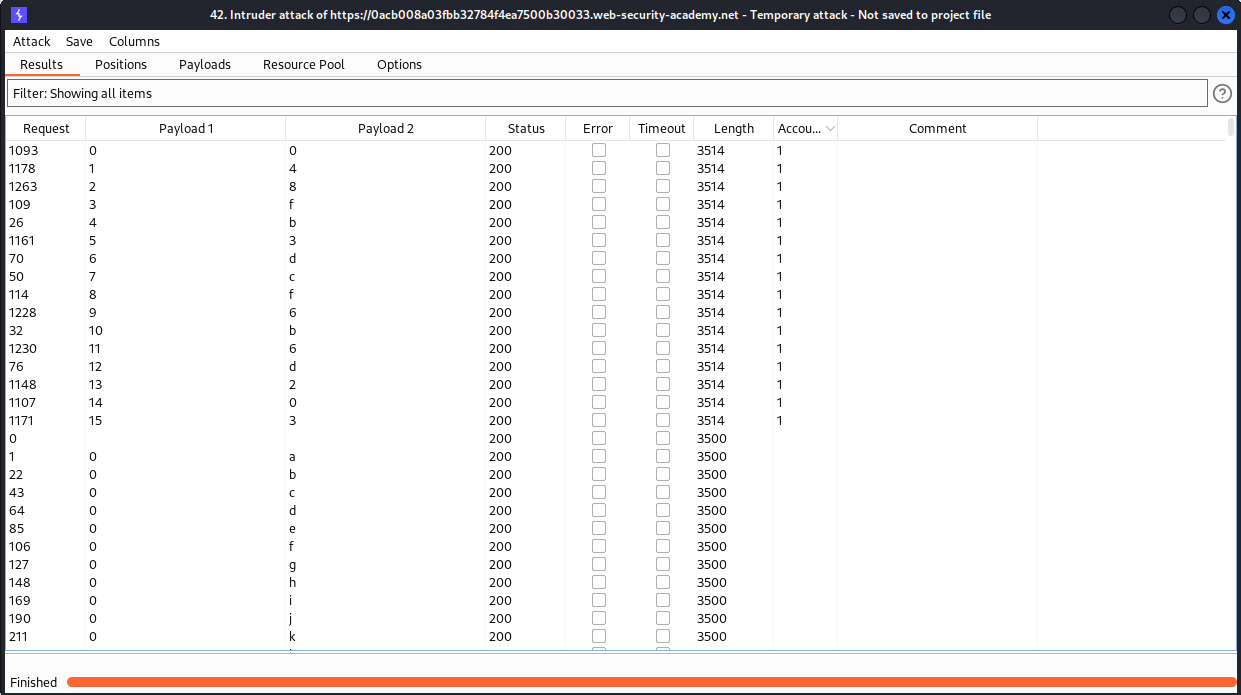 42. Intruder attack of https://0acb008a03fbb32784f4ea7500b30033.web-security-academy.net - Temporary attack - Not saved to project file
Attack Save Columns
Results Positions Payloads Resource Pool Options
Filter: Showing all items ?
Request Payload 1 Payload 2 Status Error Timeout Length Accou... Comment
1093 0 0 200 3514 1
1178 1 4 200 3514 1
1263 2 8 200 3514 1
109 3 f 200 3514 1
26 4 b 200 3514 1
1161 5 3 200 3514 1
70 6 d 200 3514 1
50 7 c 200 3514 1
114 8 f 200 3514 1
1228 9 6 200 3514 1
32 10 b 200 3514 1
1230 11 6 200 3514 1
76 12 d 200 3514 1
1148 13 2 200 3514 1
1107 14 0 200 3514 1
1171 15 3 200 3514 1
0 200 3500
1 0 a 200 3500
22 0 b 200 3500
43 0 c 200 3500
64 0 d 200 3500
85 0 e 200 3500
106 0 f 200 3500
127 0 g 200 3500
148 0 h 200 3500
169 0 i 200 3500
190 0 j 200 3500
211 0 k 200 3500
Finished